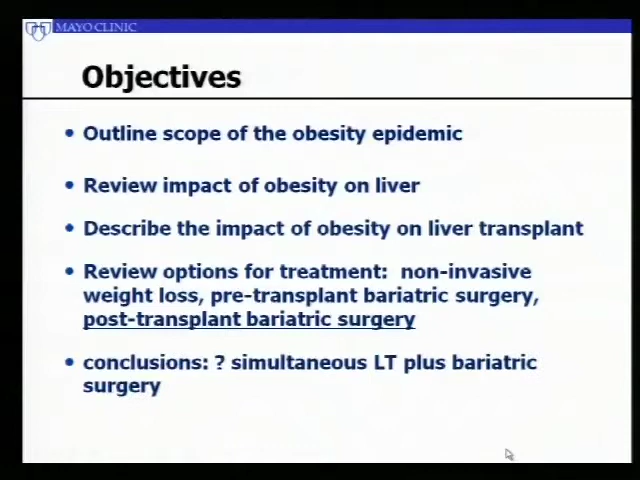 MAYO CLINIC
Objectives
• Outline scope of the obesity epidemic
• Review impact of obesity on liver
• Describe the impact of obesity on liver transplant
• Review options for treatment: non-invasive
weight loss, pre-transplant bariatric surgery,
post-transplant bariatric surgery
• conclusions: ? simultaneous LT plus bariatric
surgery